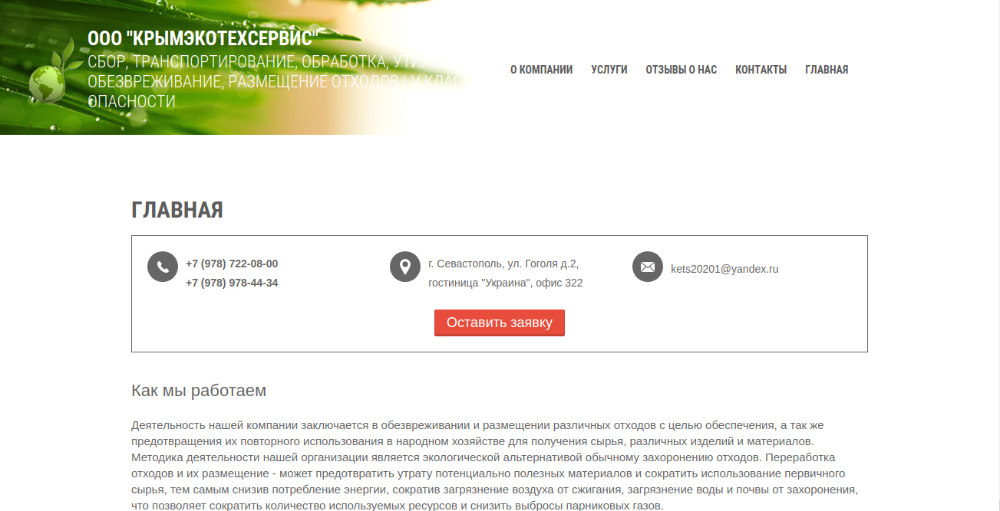 ООО "КРЫМЭКОТЕХСЕРВИС"
СБОР, ТРАНСПОРТИРОВАНИЕ, ОБРАБОТКА,
ОБЕЗВРЕЖИВАНИЕ, РАЗМЕЩЕНИЕ ОТХОДОВ I-V
ОПАСНОСТИ
О КОМПАНИИ УСЛУГИ ОТЗЫВЫ О НАС КОНТАКТЫ ГЛАВНАЯ
ГЛАВНАЯ
+7 (978) 722-08-00
+7 (978) 978-44-34
г. Севастополь, ул. Гоголя д.2,
гостиница "Украина", офис 322
kets20201@yandex.ru
Оставить заявку
Как мы работаем
Деятельность нашей компании заключается в обезвреживании и размещении различных отходов с целью обеспечения, а так же
предотвращения их повторного использования в народном хозяйстве для получения сырья, различных изделий и материалов.
Методика деятельности нашей организации является экологической альтернативой обычному захоронению отходов. Переработка
отходов и их размещение - может предотвратить утрату потенциально полезных материалов и сократить использование первичного
сырья, тем самым снизив потребление энергии, сократив загрязнение воздуха от сжигания, загрязнение воды и почвы от захоронения,
что позволяет сократить количество используемых ресурсов и снизить выбросы парниковых газов.